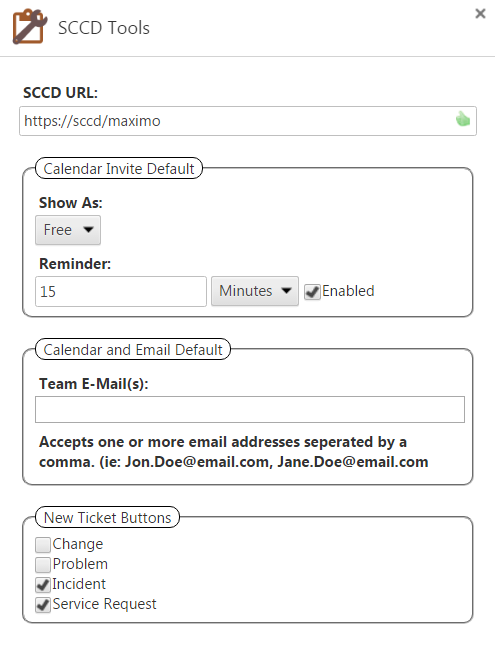 SCCD Tools
SCCD URL:
https://sccd/maximo
Calendar Invite Default
Show As:
Free
Reminder:
15 Minutes Enabled
Calendar and Email Default
Team E-Mail(s):
Accepts one or more email addresses seperated by a
comma. (ie: Jon.Doe@email.com, Jane.Doe@email.com
New Ticket Buttons
Change
Problem
Incident
Service Request